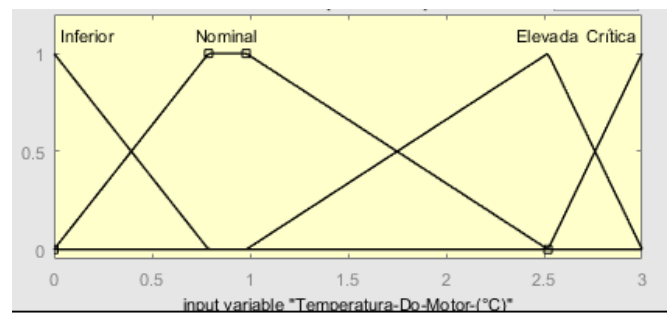 Inferior Nominal Elevada Crítica
1
0.5
0
0 0.5 1 1.5 2 2.5 3
input variable "Temperatura-Do-Motor-(°C)"